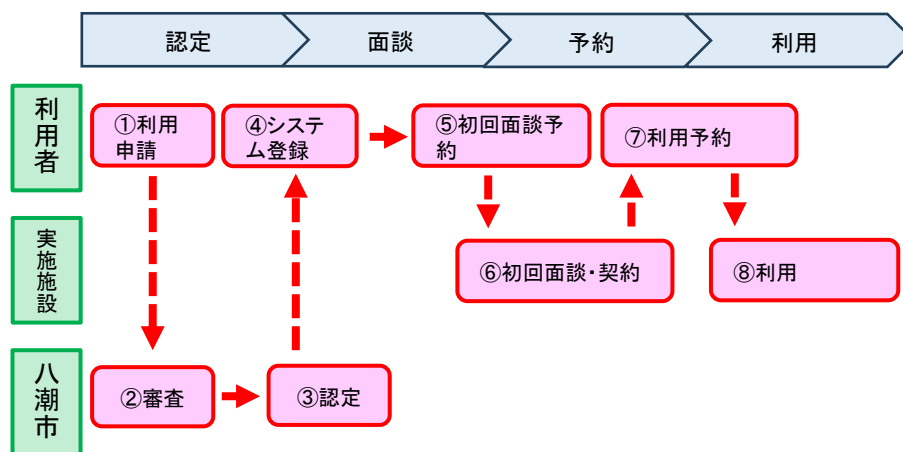 認定
面談
予約
利用
利用者
①利用
申請
④システ
ム登録
⑤初回面談予
約
⑦利用予約
実施施設
⑥初回面談・契約
⑧利用
八潮市
②審査
③認定